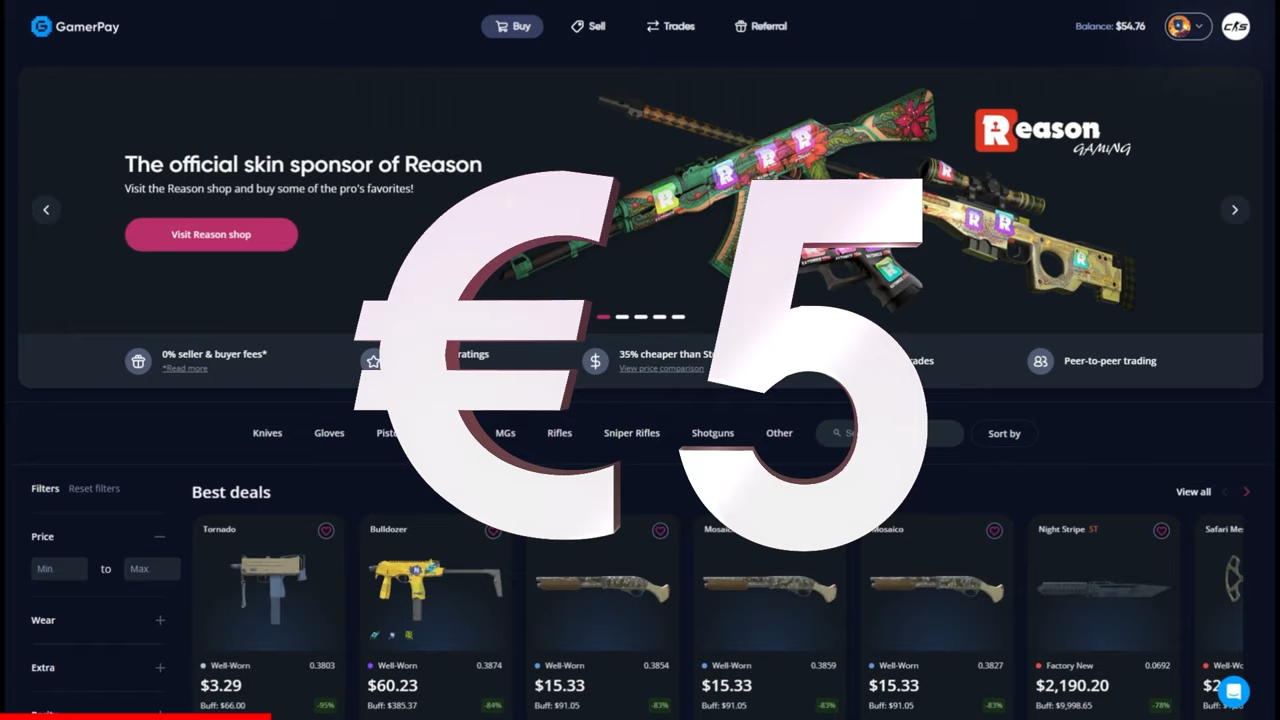 GamerPay
Buy
Sell
Trades
Referral
Balance: $54.76
The official skin sponsor of Reason
Visit the Reason shop and buy some of the pro's favorites!
Visit Reason shop
Reason
GAMING
€5
0% seller & buyer fees*
*Read more
ratings
35% cheaper than
View price comparison
Peer-to-peer trading
Knives
Gloves
MGs
Rifles
Sniper Rifles
Shotguns
Other
Sort by
Filters
Reset filters
Best deals
View all
Price
Min.
to
Max.
Wear
Extra
Tornado
Well-Worn
0.3803
$3.29
Buff: $66.00
-95%
Bulldozer
Well-Worn
0.3874
$60.23
Buff: $385.37
-84%
Well-Worn
0.3854
$15.33
Buff: $91.05
-83%
Well-Worn
0.3859
$15.33
Buff: $91.05
-83%
Well-Worn
0.3827
$15.33
Buff: $91.05
-83%
Night Stripe ST
Factory New
0.0692
$2,190.20
Buff: $9,998.65
-78%
Safari